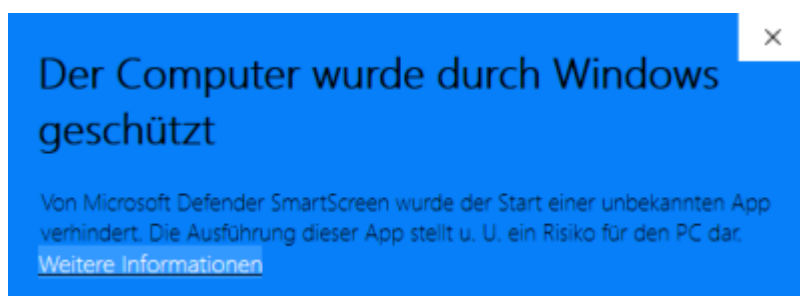 Der Computer wurde durch Windows
geschützt
Von Microsoft Defender SmartScreen wurde der Start einer unbekannten App
verhindert. Die Ausführung dieser App stellt u. U. ein Risiko für den PC dar.
Weitere Informationen